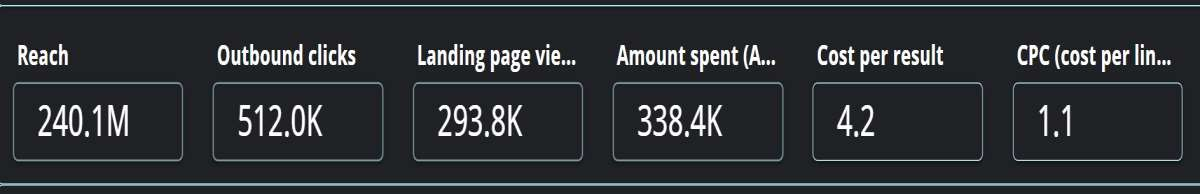 Reach Outbound clicks Landing page vie... Amount spent (A... Cost per result CPC (cost per lin...
240.1M 512.0K 293.8K 338.4K 4.2 1.1